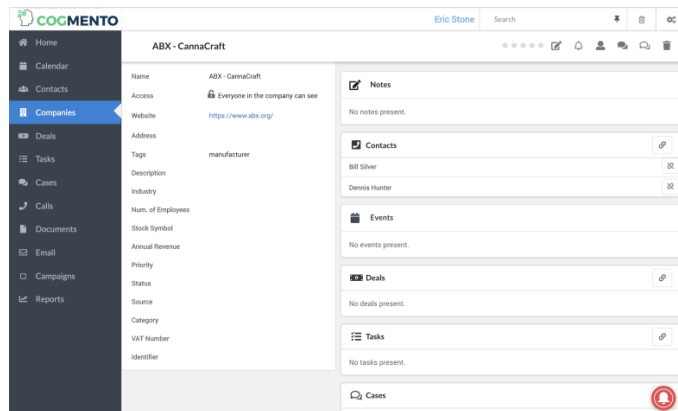 COGMENTO
Eric Stone
Search
Home
Calendar
Contacts
Companies
Deals
Tasks
Cases
Calls
Documents
Email
Campaigns
Reports
ABX - CannaCraft
Name ABX - CannaCraft
Access Everyone in the company can see
Website https://www.abx.org/
Address
Tags manufacturer
Description
Industry
Num. of Employees
Stock Symbol
Annual Revenue
Priority
Status
Source
Category
VAT Number
Identifier
Notes
No notes present.
Contacts
Bill Silver
Dennis Hunter
Events
No events present.
Deals
No deals present.
Tasks
No tasks present.
Cases